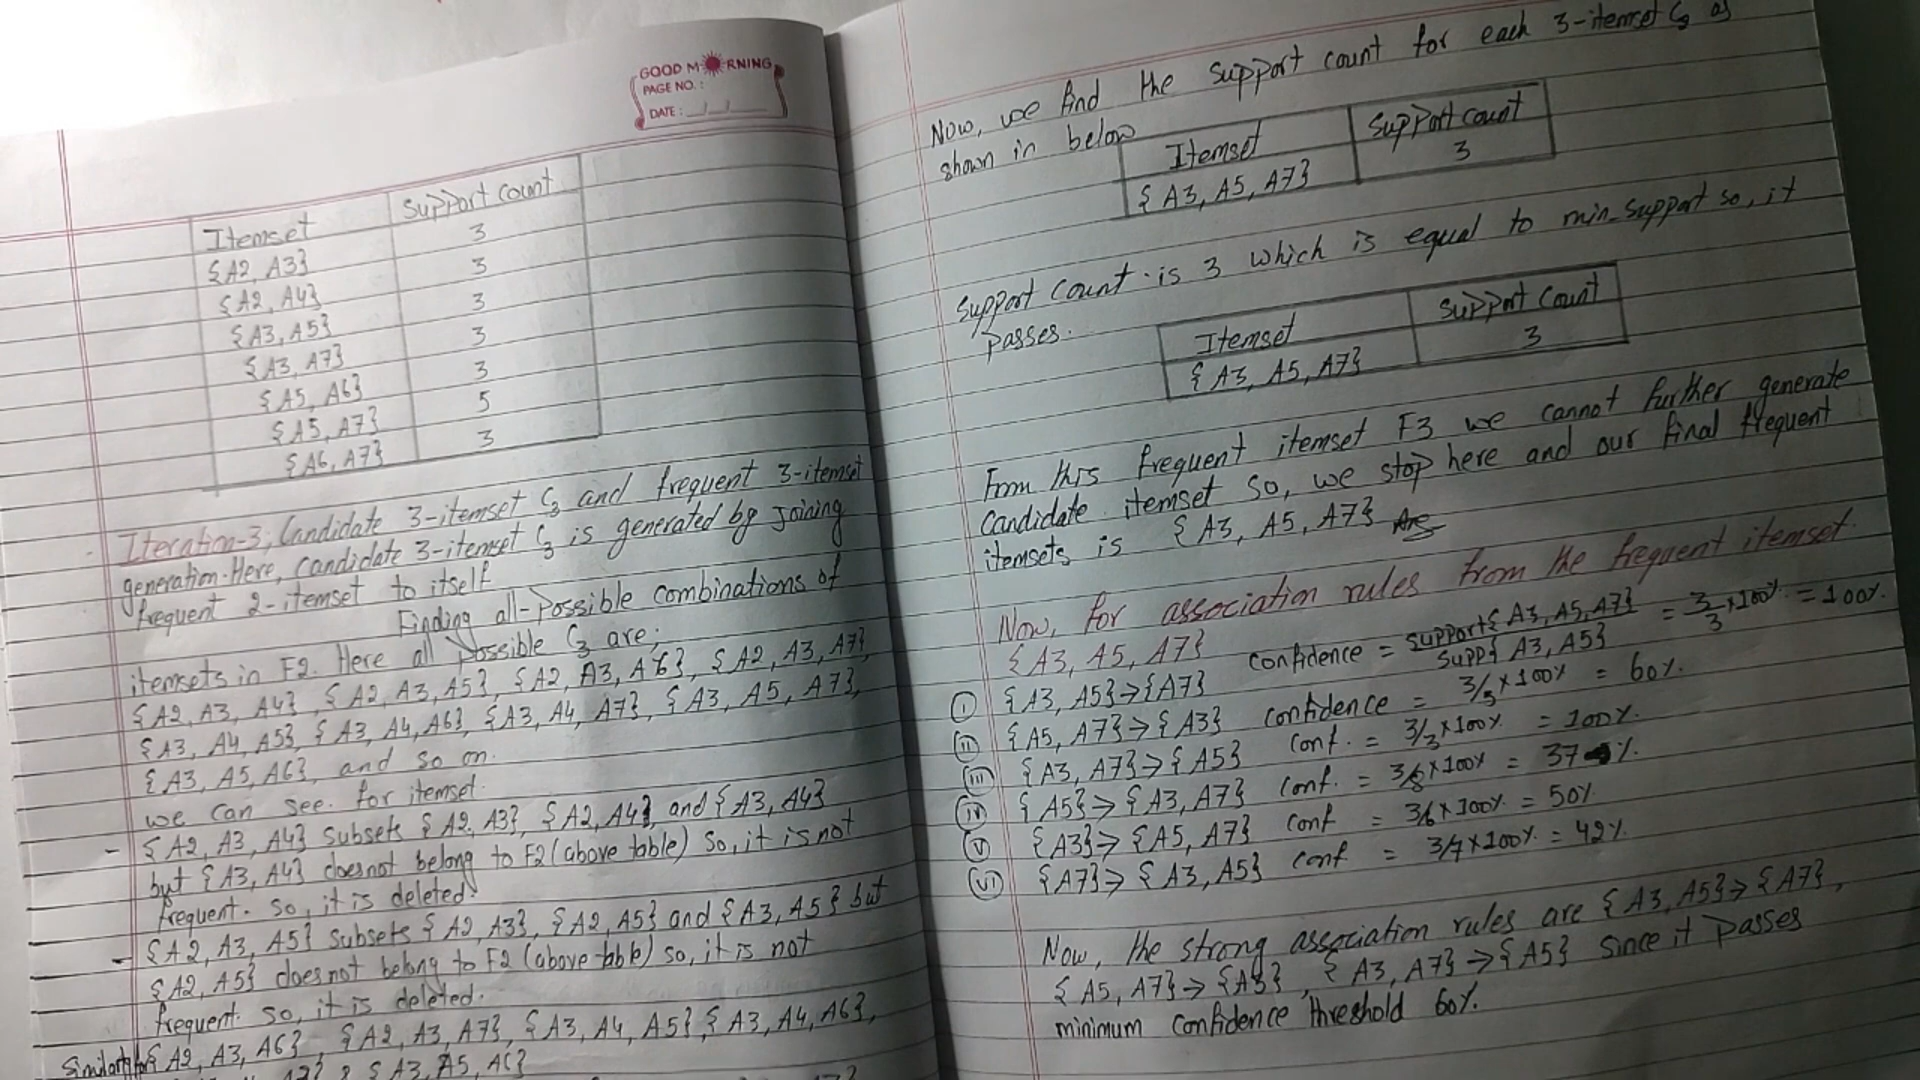 GOOD MORNING
PAGE NO. :
DATE :
Itemset Support count
{A2, A3} 3
{A2, A4} 3
{A3, A5} 3
{A3, A7} 3
{A5, A6} 3
{A5, A7} 5
{A6, A7} 3
Iteration-3; Candidate 3-itemset C3 and frequent 3-itemset
generation. Here, candidate 3-itemset C3 is generated by joining
frequent 2-itemset to itself
Finding all-possible combinations of
itemsets in F2. Here all possible C3 are;
{A2, A3, A4}, {A2, A3, A5}, {A2, A3, A6}, {A2, A3, A7},
{A3, A4, A5}, {A3, A4, A6}, {A3, A4, A7}, {A3, A5, A7},
{A3, A5, A6}, and so on.
we can see. for itemset.
- {A2, A3, A4} subsets {A2, A3}, {A2, A4} and {A3, A4}
but {A3, A4} doesnot belong to F2 (above table) So, it is not
frequent. So, it is deleted.
- {A2, A3, A5} subsets {A2, A3}, {A2, A5} and {A3, A5} but
{A2, A5} doesnot belong to F2 (above table) so, it is not
frequent. So, it is deleted.
Similarly for {A2, A3, A6}, {A2, A3, A7}, {A3, A4, A5} {A3, A4, A6},
{A3, A5, A6}
Now, we find the support count for each 3-itemset C3 as
shown in below
Itemset Support count
{A3, A5, A7} 3
Support count is 3 which is equal to min-support so, it
passes.
Itemset Support count
{A3, A5, A7} 3
From this frequent itemset F3 we cannot further generate
candidate itemset so, we stop here and our final frequent
itemsets is {A3, A5, A7} Ans
Now, for association rules from the frequent itemset
{A3, A5, A7}
(i) {A3, A5} → {A7} confidence = support{A3, A5, A7} / supp{A3, A5} = 3/3 × 100% = 100%.
(ii) {A5, A7} → {A3} confidence = 3/5 × 100% = 60%.
(iii) {A3, A7} → {A5} conf. = 3/3 × 100% = 100%.
(iv) {A5} → {A3, A7} conf. = 3/8 × 100% = 37%.
(v) {A3} → {A5, A7} conf = 3/6 × 100% = 50%
(vi) {A7} → {A3, A5} conf = 3/7 × 100% = 42%.
Now, the strong association rules are {A3, A5} → {A7},
{A5, A7} → {A3}, {A3, A7} → {A5} since it passes
minimum confidence threshold 60%.